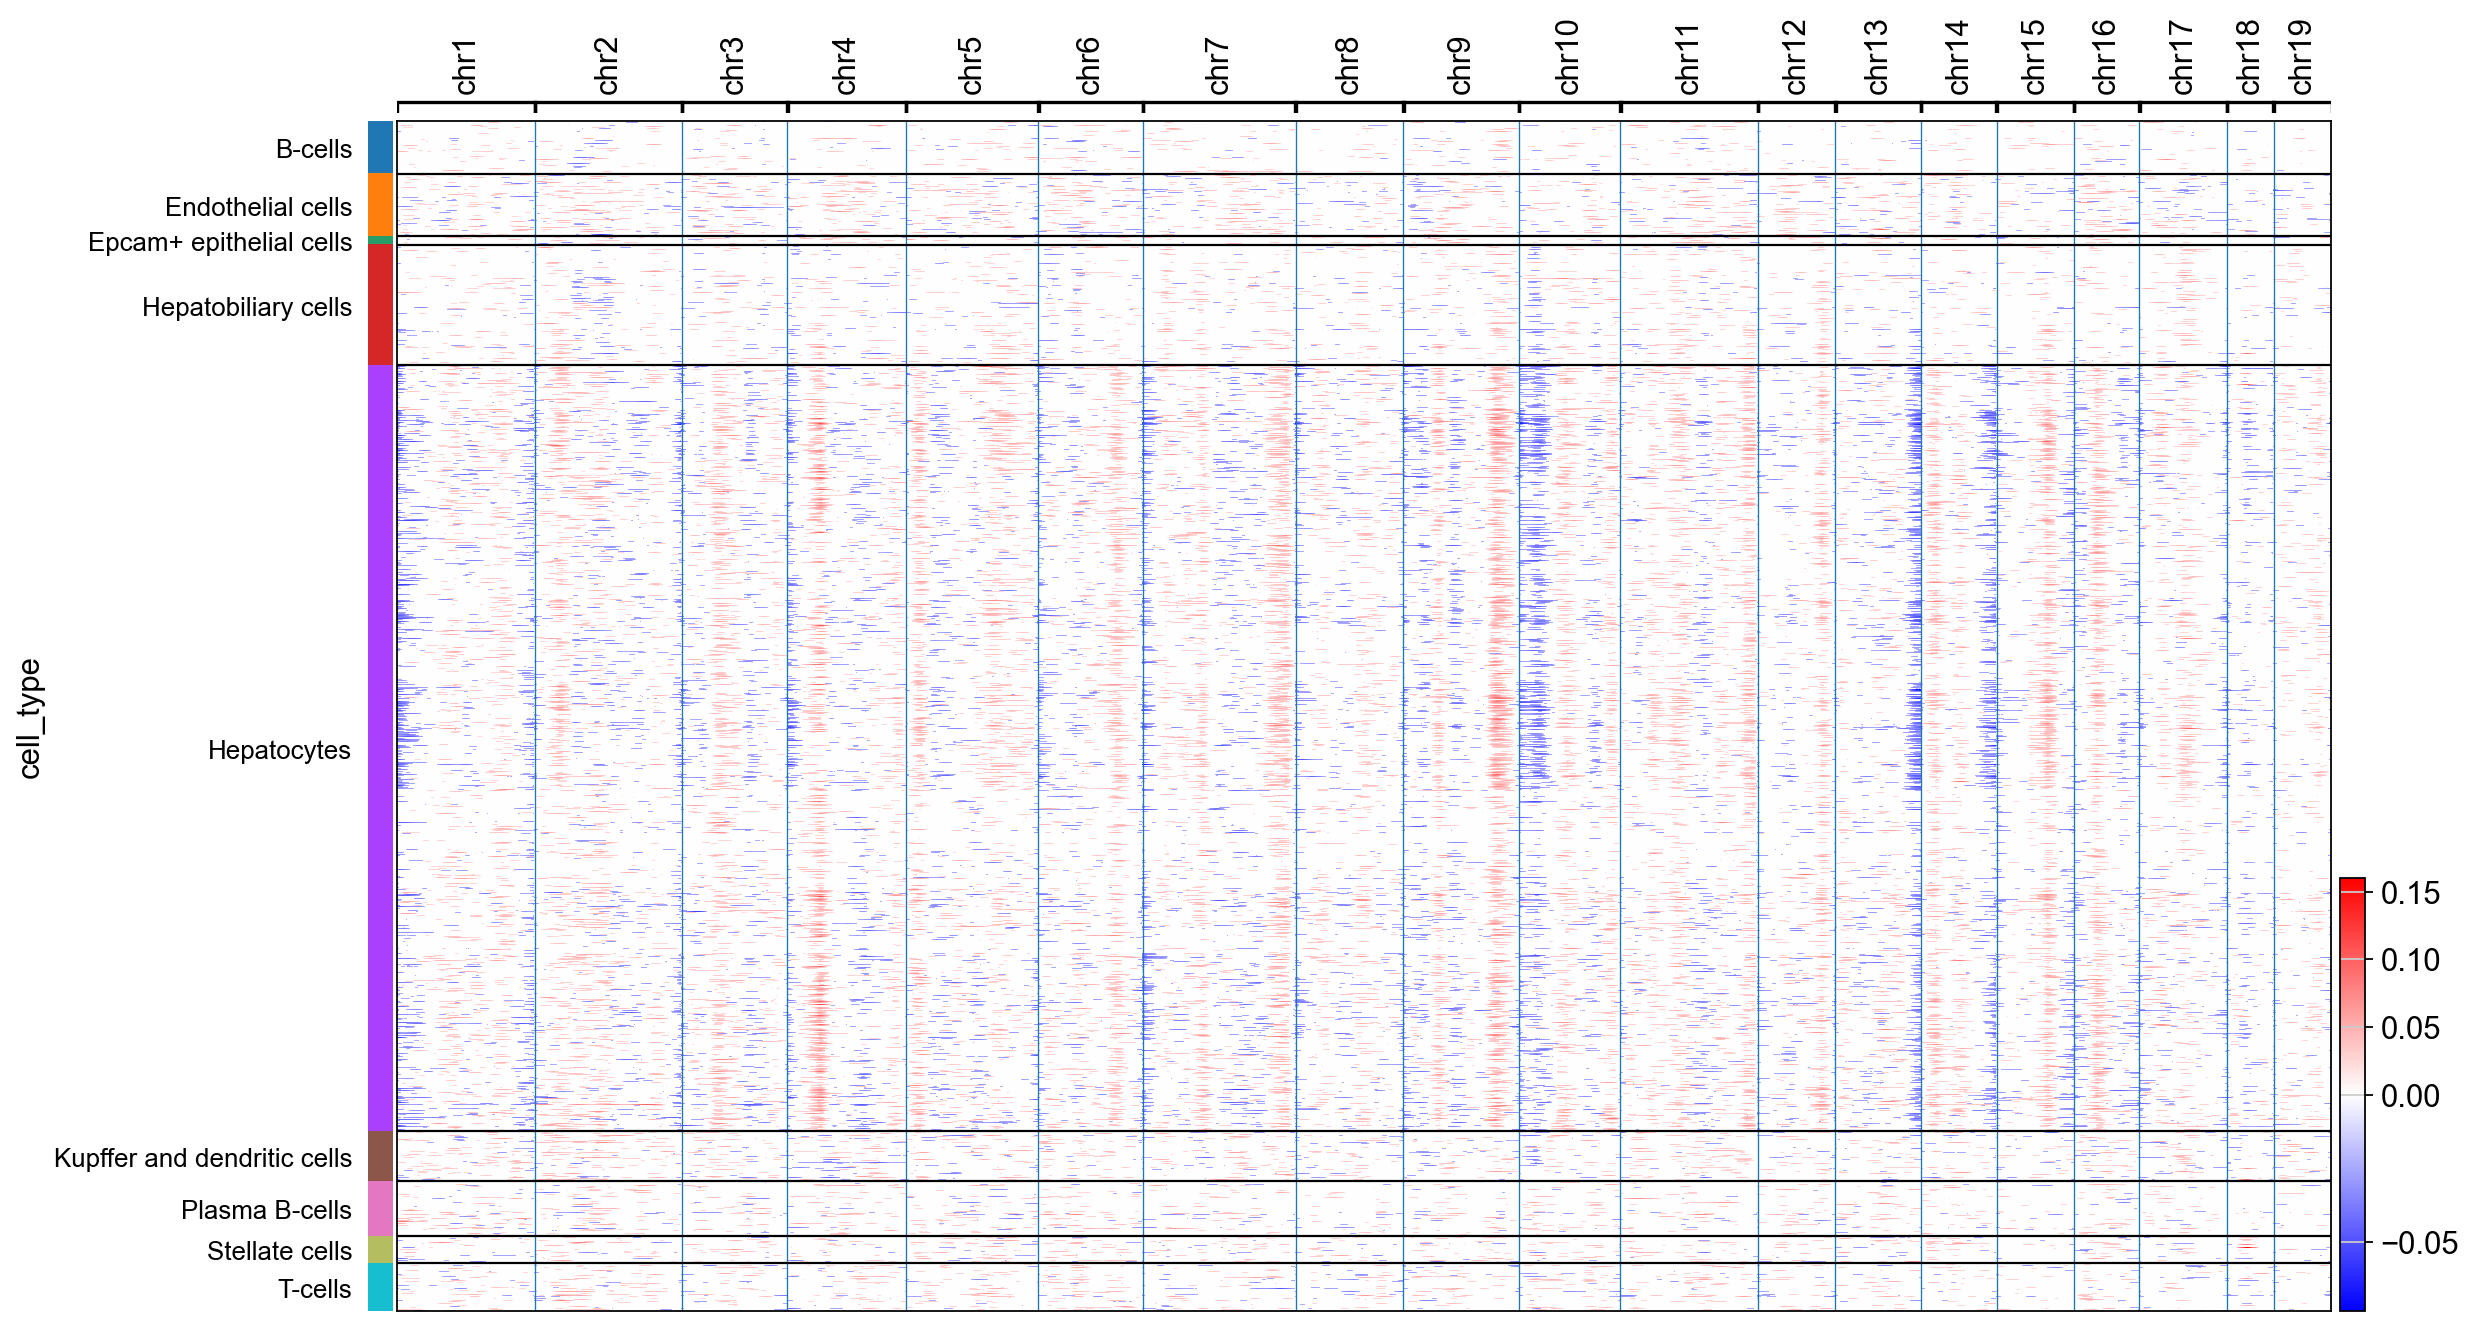 chr1
chr2
chr3
chr4
chr5
chr6
chr7
chr8
chr9
chr10
chr11
chr12
chr13
chr14
chr15
chr16
chr17
chr18
chr19
B-cells
Endothelial cells
Epcam+ epithelial cells
Hepatobiliary cells
Hepatocytes
Kupffer and dendritic cells
Plasma B-cells
Stellate cells
T-cells
cell_type
0.15
0.10
0.05
0.00
−0.05